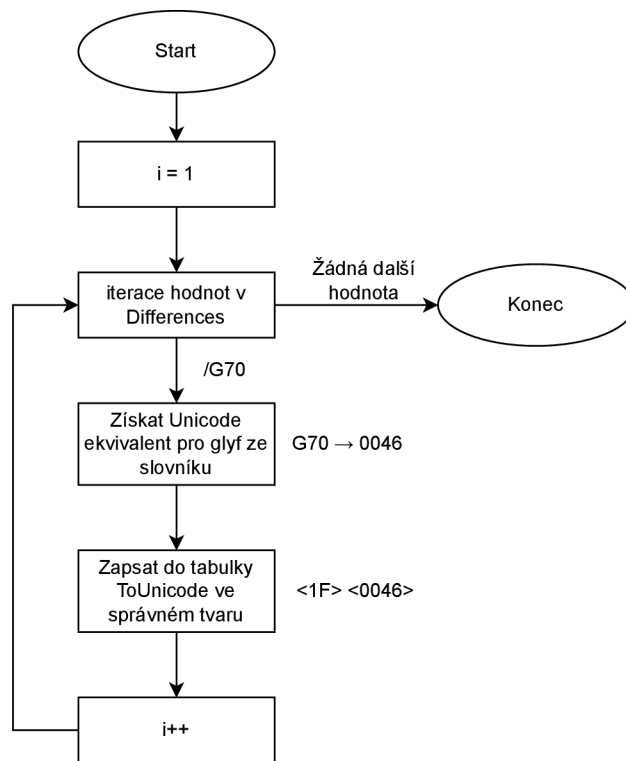 Start
i = 1
iterace hodnot v
Differences
Žádná další
hodnota
Konec
/G70
Získat Unicode
ekvivalent pro glyf ze
slovníku
G70 → 0046
Zapsat do tabulky
ToUnicode ve
správném tvaru
<1F> <0046>
i++